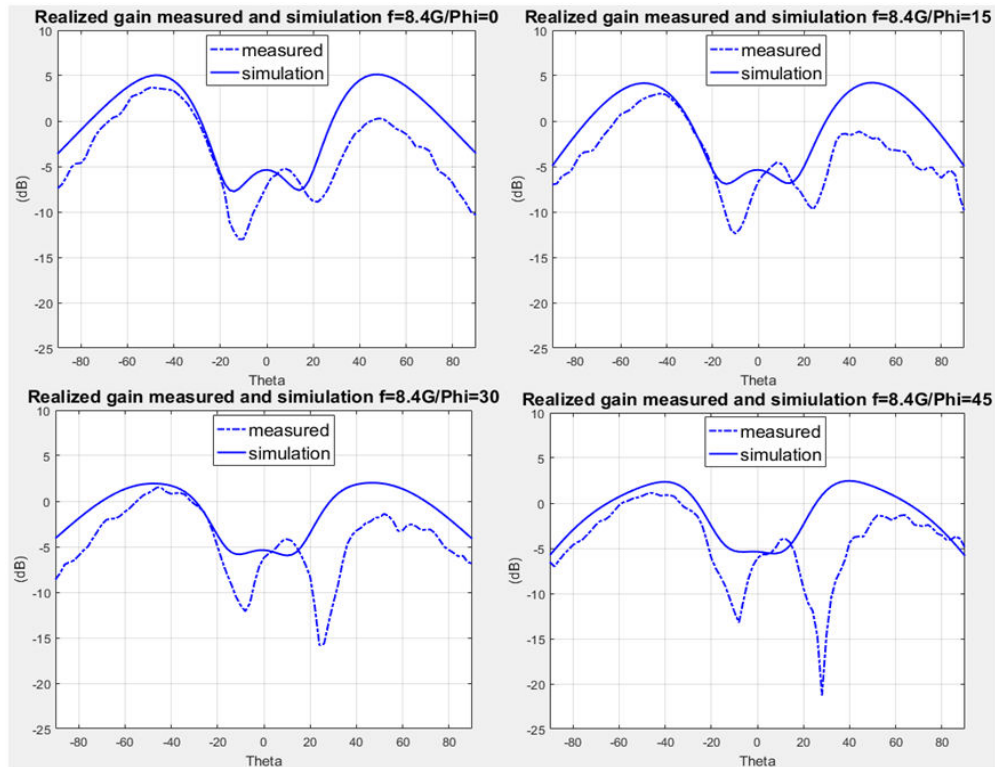 Realized gain measured and simiulation f=8.4G/Phi=0
10
5
0
-5
-10
-15
-20
-25
(dB)
measured
simulation
-80 -60 -40 -20 0 20 40 60 80
Theta
Realized gain measured and simiulation f=8.4G/Phi=15
10
5
0
-5
-10
-15
-20
-25
(dB)
measured
simulation
-80 -60 -40 -20 0 20 40 60 80
Theta
Realized gain measured and simiulation f=8.4G/Phi=30
10
5
0
-5
-10
-15
-20
-25
(dB)
measured
simulation
-80 -60 -40 -20 0 20 40 60 80
Theta
Realized gain measured and simiulation f=8.4G/Phi=45
10
5
0
-5
-10
-15
-20
-25
(dB)
measured
simulation
-80 -60 -40 -20 0 20 40 60 80
Theta